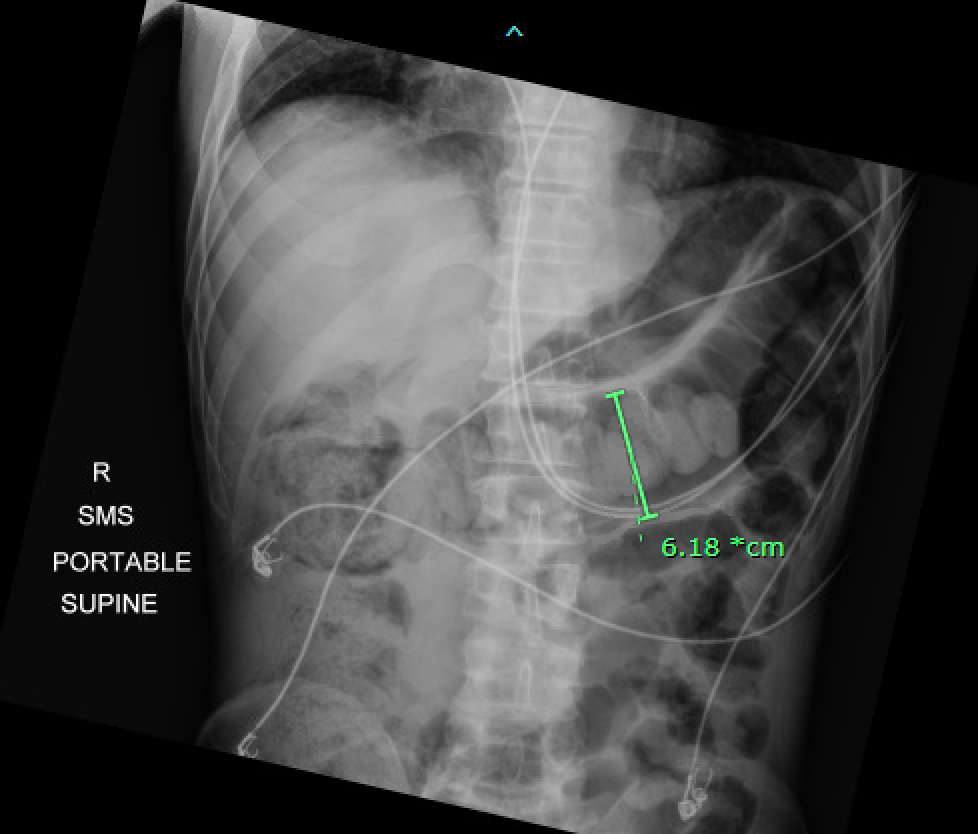 ^
R
SMS
PORTABLE
SUPINE
6.18 *cm